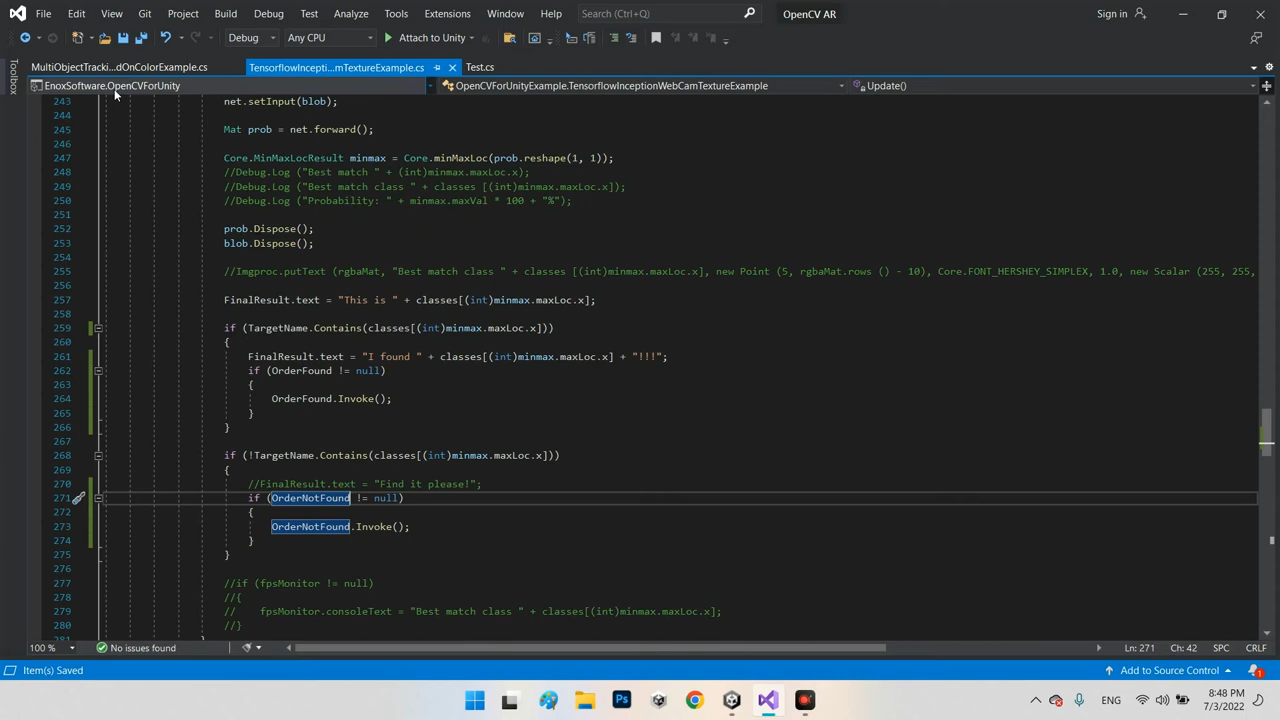 File Edit View Git Project Build Debug Test Analyze Tools Extensions Window Help Search (Ctrl+Q) OpenCV AR Sign in
Debug Any CPU Attach to Unity
MultiObjectTracki...dOnColorExample.cs TensorflowIncepti...mTextureExample.cs Test.cs
Toolbox
EnoxSoftware.OpenCVForUnity OpenCVForUnityExample.TensorflowInceptionWebCamTextureExample Update()
243 net.setInput(blob);
244
245 Mat prob = net.forward();
246
247 Core.MinMaxLocResult minmax = Core.minMaxLoc(prob.reshape(1, 1));
248 //Debug.Log ("Best match " + (int)minmax.maxLoc.x);
249 //Debug.Log ("Best match class " + classes [(int)minmax.maxLoc.x]);
250 //Debug.Log ("Probability: " + minmax.maxVal * 100 + "%");
251
252 prob.Dispose();
253 blob.Dispose();
254
255 //Imgproc.putText (rgbaMat, "Best match class " + classes [(int)minmax.maxLoc.x], new Point (5, rgbaMat.rows () - 10), Core.FONT_HERSHEY_SIMPLEX, 1.0, new Scalar (255, 255,
256
257 FinalResult.text = "This is " + classes[(int)minmax.maxLoc.x];
258
259 if (TargetName.Contains(classes[(int)minmax.maxLoc.x]))
260 {
261 FinalResult.text = "I found " + classes[(int)minmax.maxLoc.x] + "!!!";
262 if (OrderFound != null)
263 {
264 OrderFound.Invoke();
265 }
266 }
267
268 if (!TargetName.Contains(classes[(int)minmax.maxLoc.x]))
269 {
270 //FinalResult.text = "Find it please!";
271 if (OrderNotFound != null)
272 {
273 OrderNotFound.Invoke();
274 }
275 }
276
277 //if (fpsMonitor != null)
278 //{
279 // fpsMonitor.consoleText = "Best match class " + classes[(int)minmax.maxLoc.x];
280 //}
281 }
100 % No issues found Ln: 271 Ch: 42 SPC CRLF
Item(s) Saved Add to Source Control
Ps ENG 8:48 PM
7/3/2022